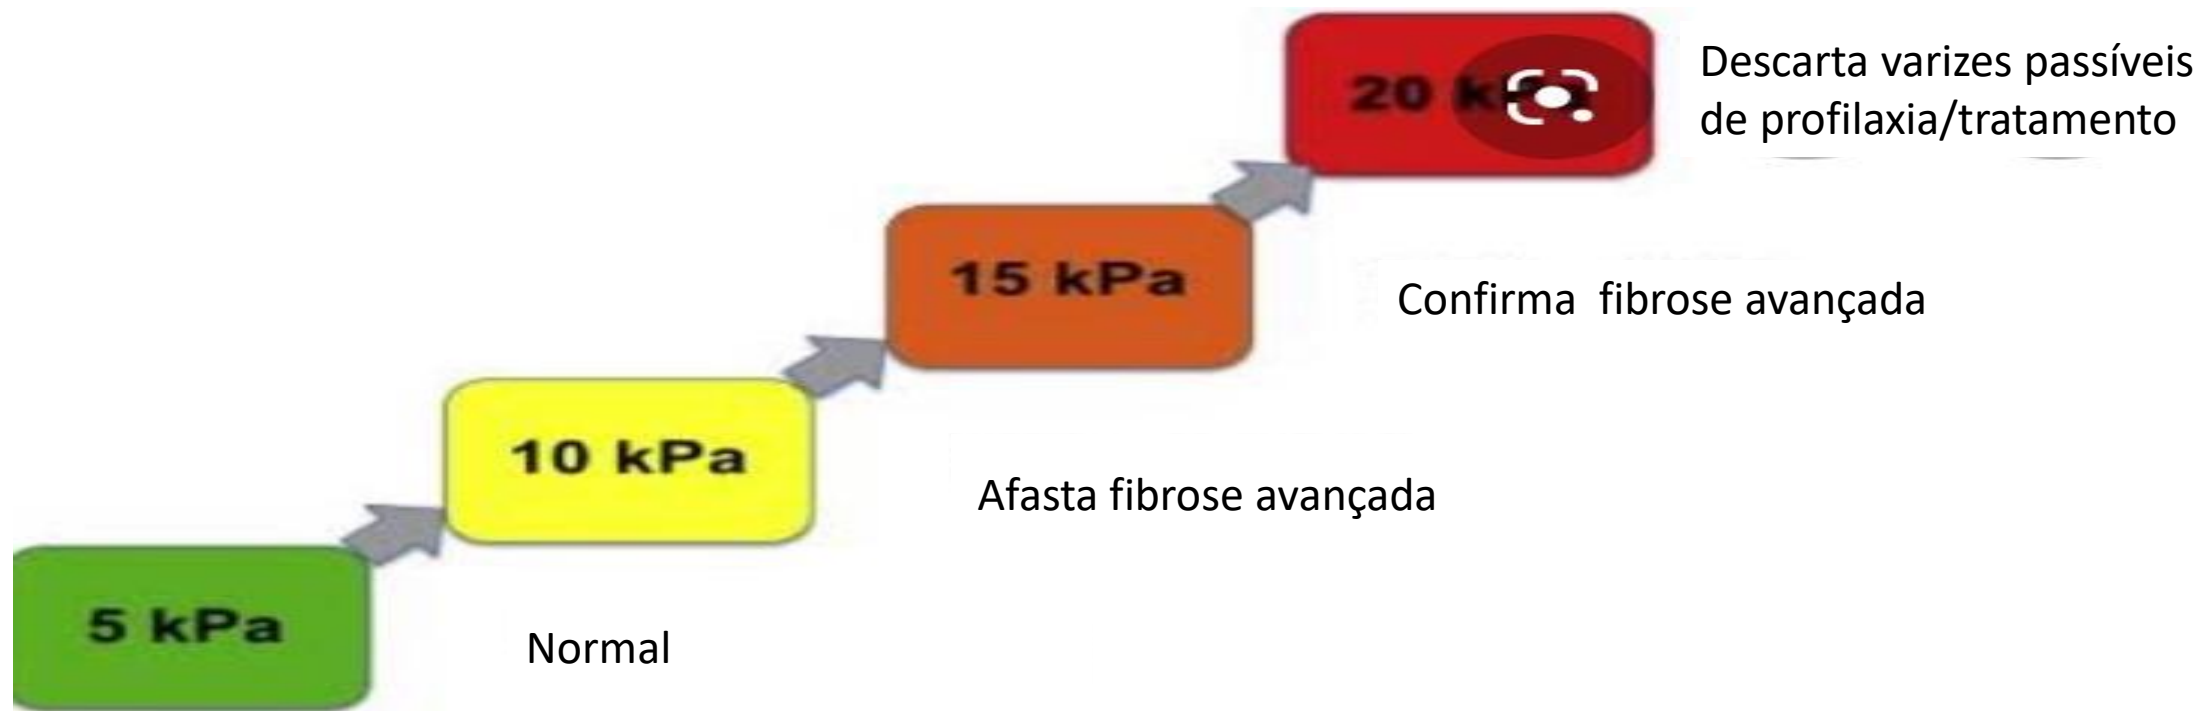 20
Descarta varizes passíveis
de profilaxia/tratamento
15 kPa
Confirma fibrose avançada
10 kPa
Afasta fibrose avançada
5 kPa
Normal